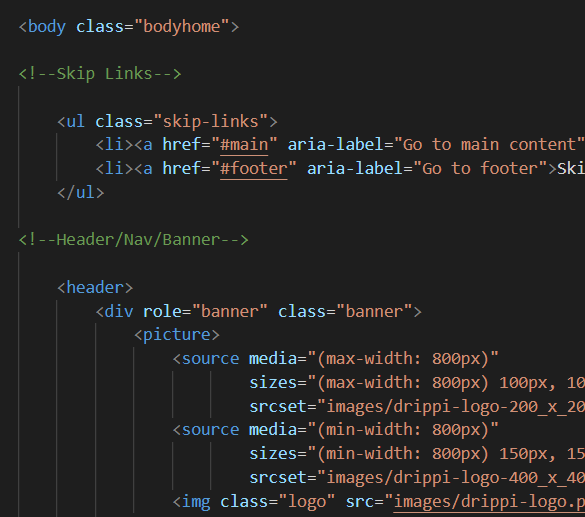 <body class="bodyhome">
<!--Skip Links-->
<ul class="skip-links">
<li><a href="#main" aria-label="Go to main content"
<li><a href="#footer" aria-label="Go to footer">Ski
</ul>
<!--Header/Nav/Banner-->
<header>
<div role="banner" class="banner">
<picture>
<source media="(max-width: 800px)"
sizes="(max-width: 800px) 100px, 10
srcset="images/drippi-logo-200_x_20
<source media="(min-width: 800px)"
sizes="(min-width: 800px) 150px, 15
srcset="images/drippi-logo-400_x_40
<img class="logo" src="images/drippi-logo.p